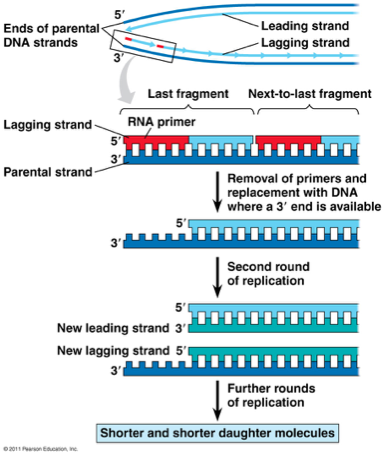 5′
Ends of parental
DNA strands
Leading strand
Lagging strand
3′
Last fragment
Next-to-last fragment
RNA primer
Lagging strand
5′
3′
Parental strand
Removal of primers and
replacement with DNA
where a 3′ end is available
5′
3′
Second round
of replication
5′
New leading strand 3′
New lagging strand 5′
3′
Further rounds
of replication
Shorter and shorter daughter molecules
© 2011 Pearson Education, Inc.